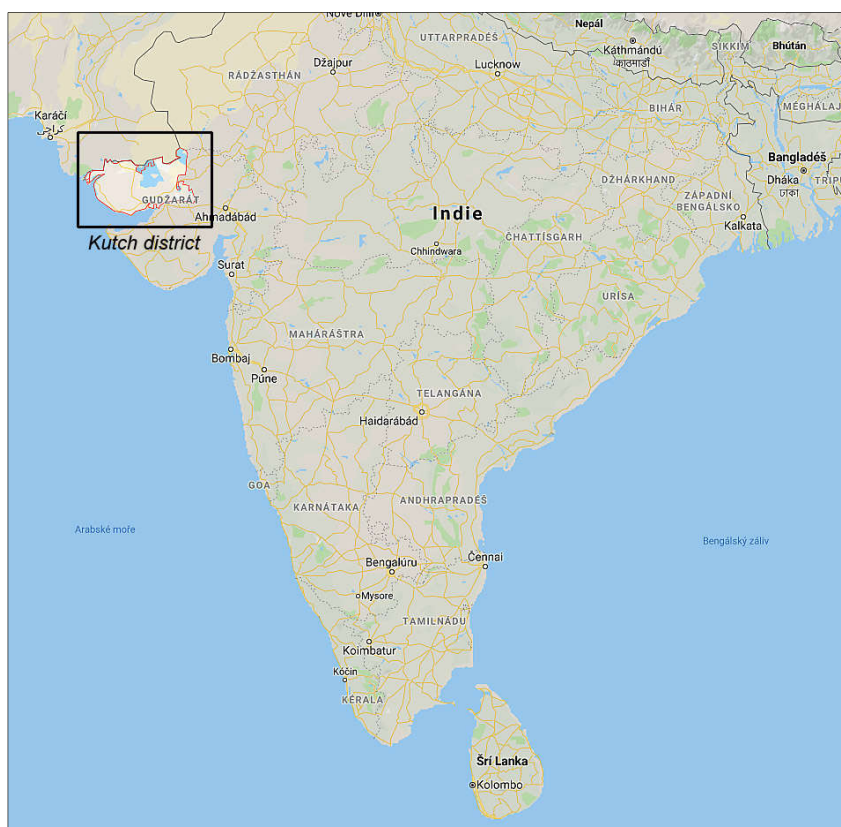 Nové Dillí
Nepál
UTTARPRADÉŠ
Káthmándú
काठमाडौँ
SIKKIM
Bhútán
Džajpur
Lucknow
RÁDŽASTHÁN
BIHÁR
MÉGHÁLAJ
Karáčí
کراچی
Bangladéš
Dháka
ঢাকা
TRIPU
DŽHÁRKHAND
ZÁPADNÍ
BENGÁLSKO
GUDŽARÁT
Ahmadábád
Indie
Kalkata
Kutch district
ČHATTÍSGARH
Chhindwara
Surat
URÍSA
MAHÁRÁŠTRA
Bombaj
Púne
TELANGÁNA
Haidarábád
GOA
ANDHRAPRADÉŠ
KARNÁTAKA
Arabské moře
Bengálský záliv
Bengalúru
Čennai
Mysore
TAMILNÁDU
Koimbatur
Kóčin
KÉRALA
Šrí Lanka
Kolombo